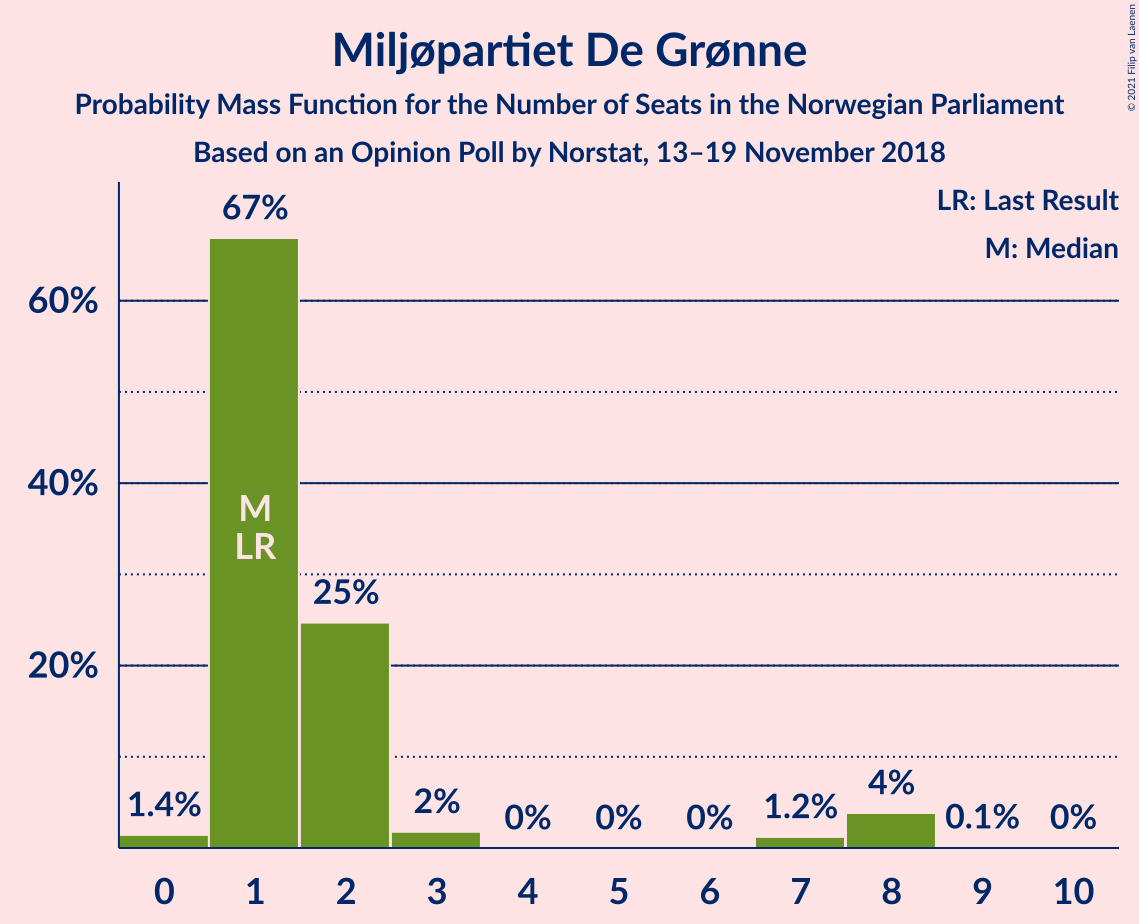 Miljøpartiet De Grønne
Probability Mass Function for the Number of Seats in the Norwegian Parliament
Based on an Opinion Poll by Norstat, 13–19 November 2018
© 2021 Filip van Laenen
LR: Last Result
M: Median
67%
60%
40%
M
LR
25%
20%
1.4%
2%
0%
0%
0%
1.2%
4%
0.1%
0%
0 1 2 3 4 5 6 7 8 9 10